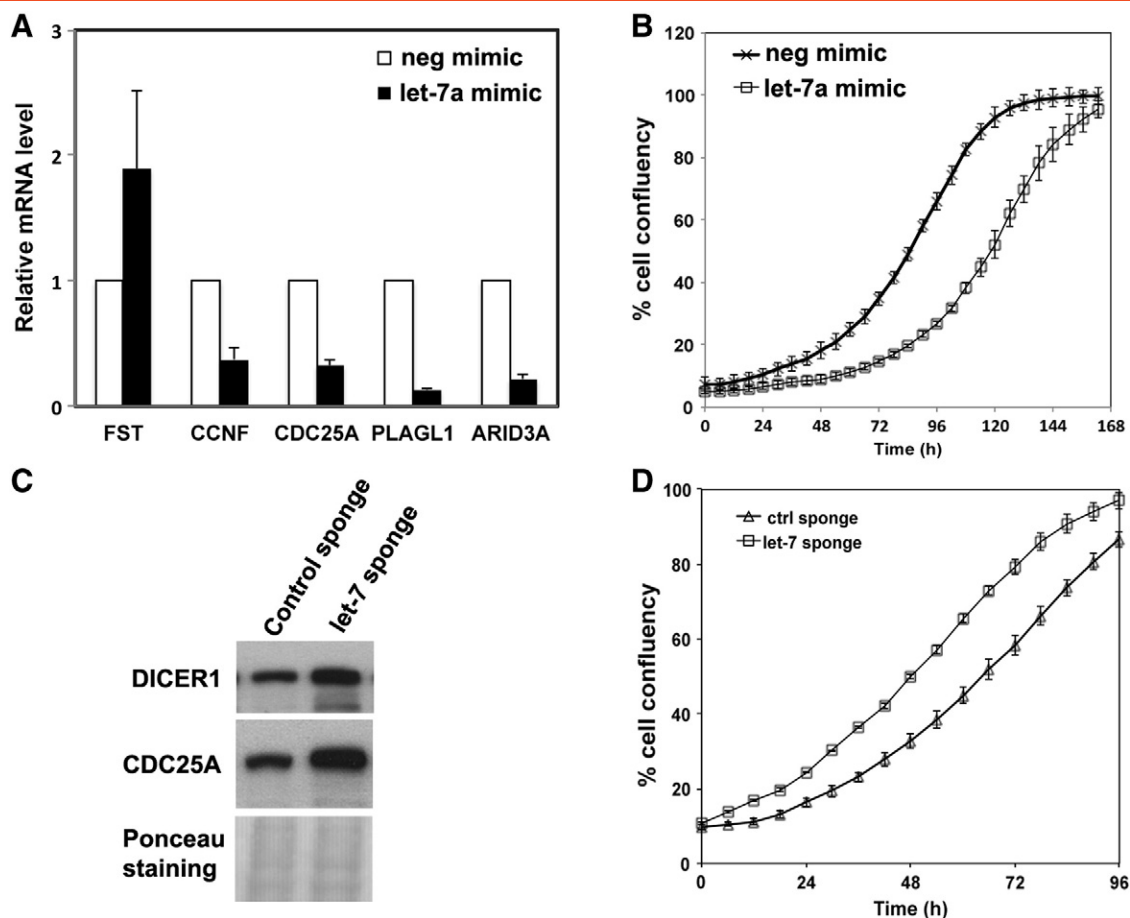 A
Relative mRNA level
3
2
1
0
neg mimic
let-7a mimic
FST CCNF CDC25A PLAGL1 ARID3A
B
% cell confluency
120
100
80
60
40
20
0
neg mimic
let-7a mimic
0 24 48 72 96 120 144 168
Time (h)
C
Control sponge
let-7 sponge
DICER1
CDC25A
Ponceau
staining
D
% cell confluency
100
80
60
40
20
0
ctrl sponge
let-7 sponge
0 24 48 72 96
Time (h)